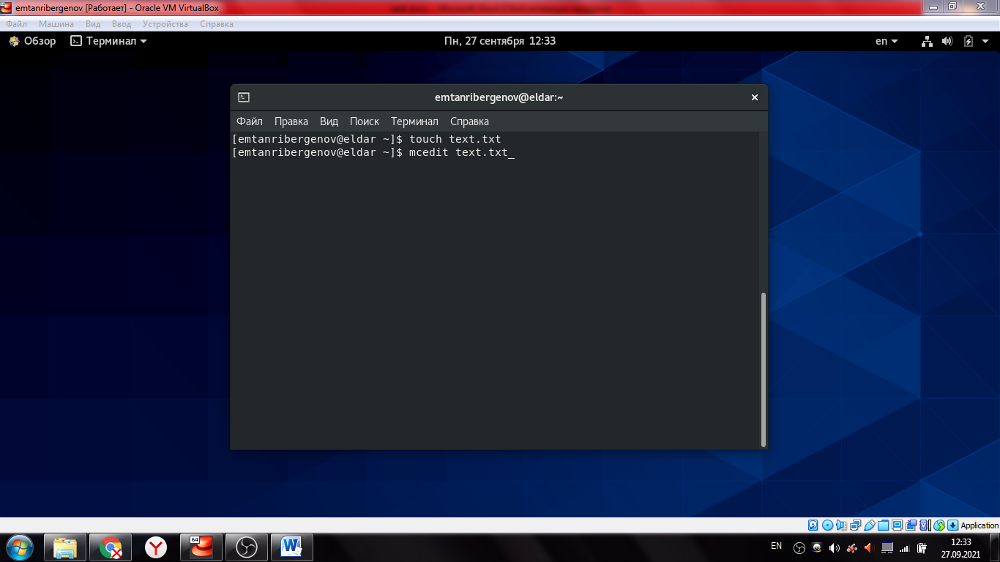 emtanribergenov [Работает] - Oracle VM VirtualBox
Файл Машина Вид Ввод Устройства Справка
Обзор Терминал Пн, 27 сентября 12:33 en
emtanribergenov@eldar:~
Файл Правка Вид Поиск Терминал Справка
[emtanribergenov@eldar ~]$ touch text.txt
[emtanribergenov@eldar ~]$ mcedit text.txt_
Application
64
EN 12:33
27.09.2021